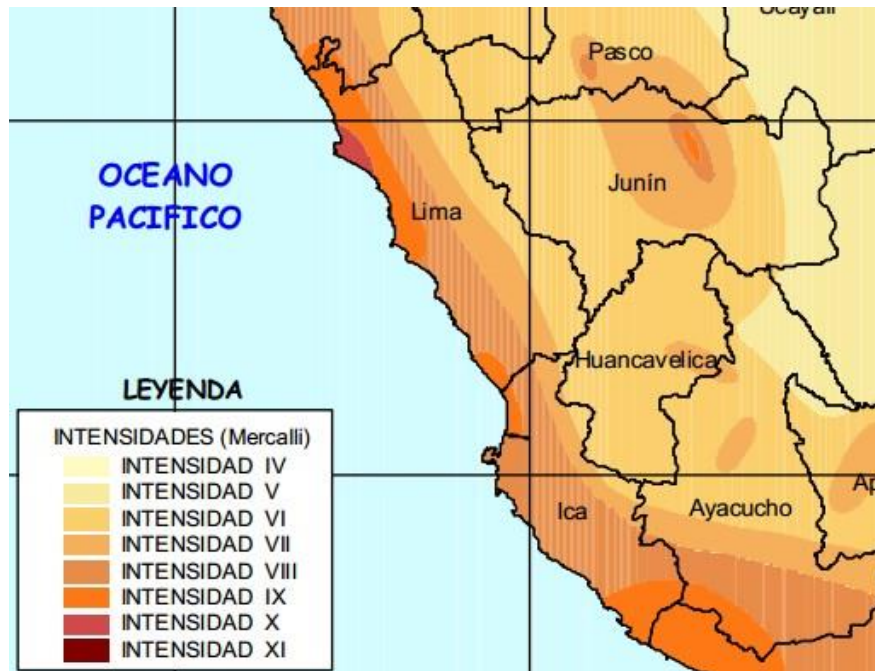 Pasco
OCEANO
PACIFICO
Junín
Lima
Huancavelica
LEYENDA
INTENSIDADES (Mercalli)
INTENSIDAD IV
INTENSIDAD V
INTENSIDAD VI
INTENSIDAD VII
INTENSIDAD VIII
INTENSIDAD IX
INTENSIDAD X
INTENSIDAD XI
Ica
Ayacucho
Ap